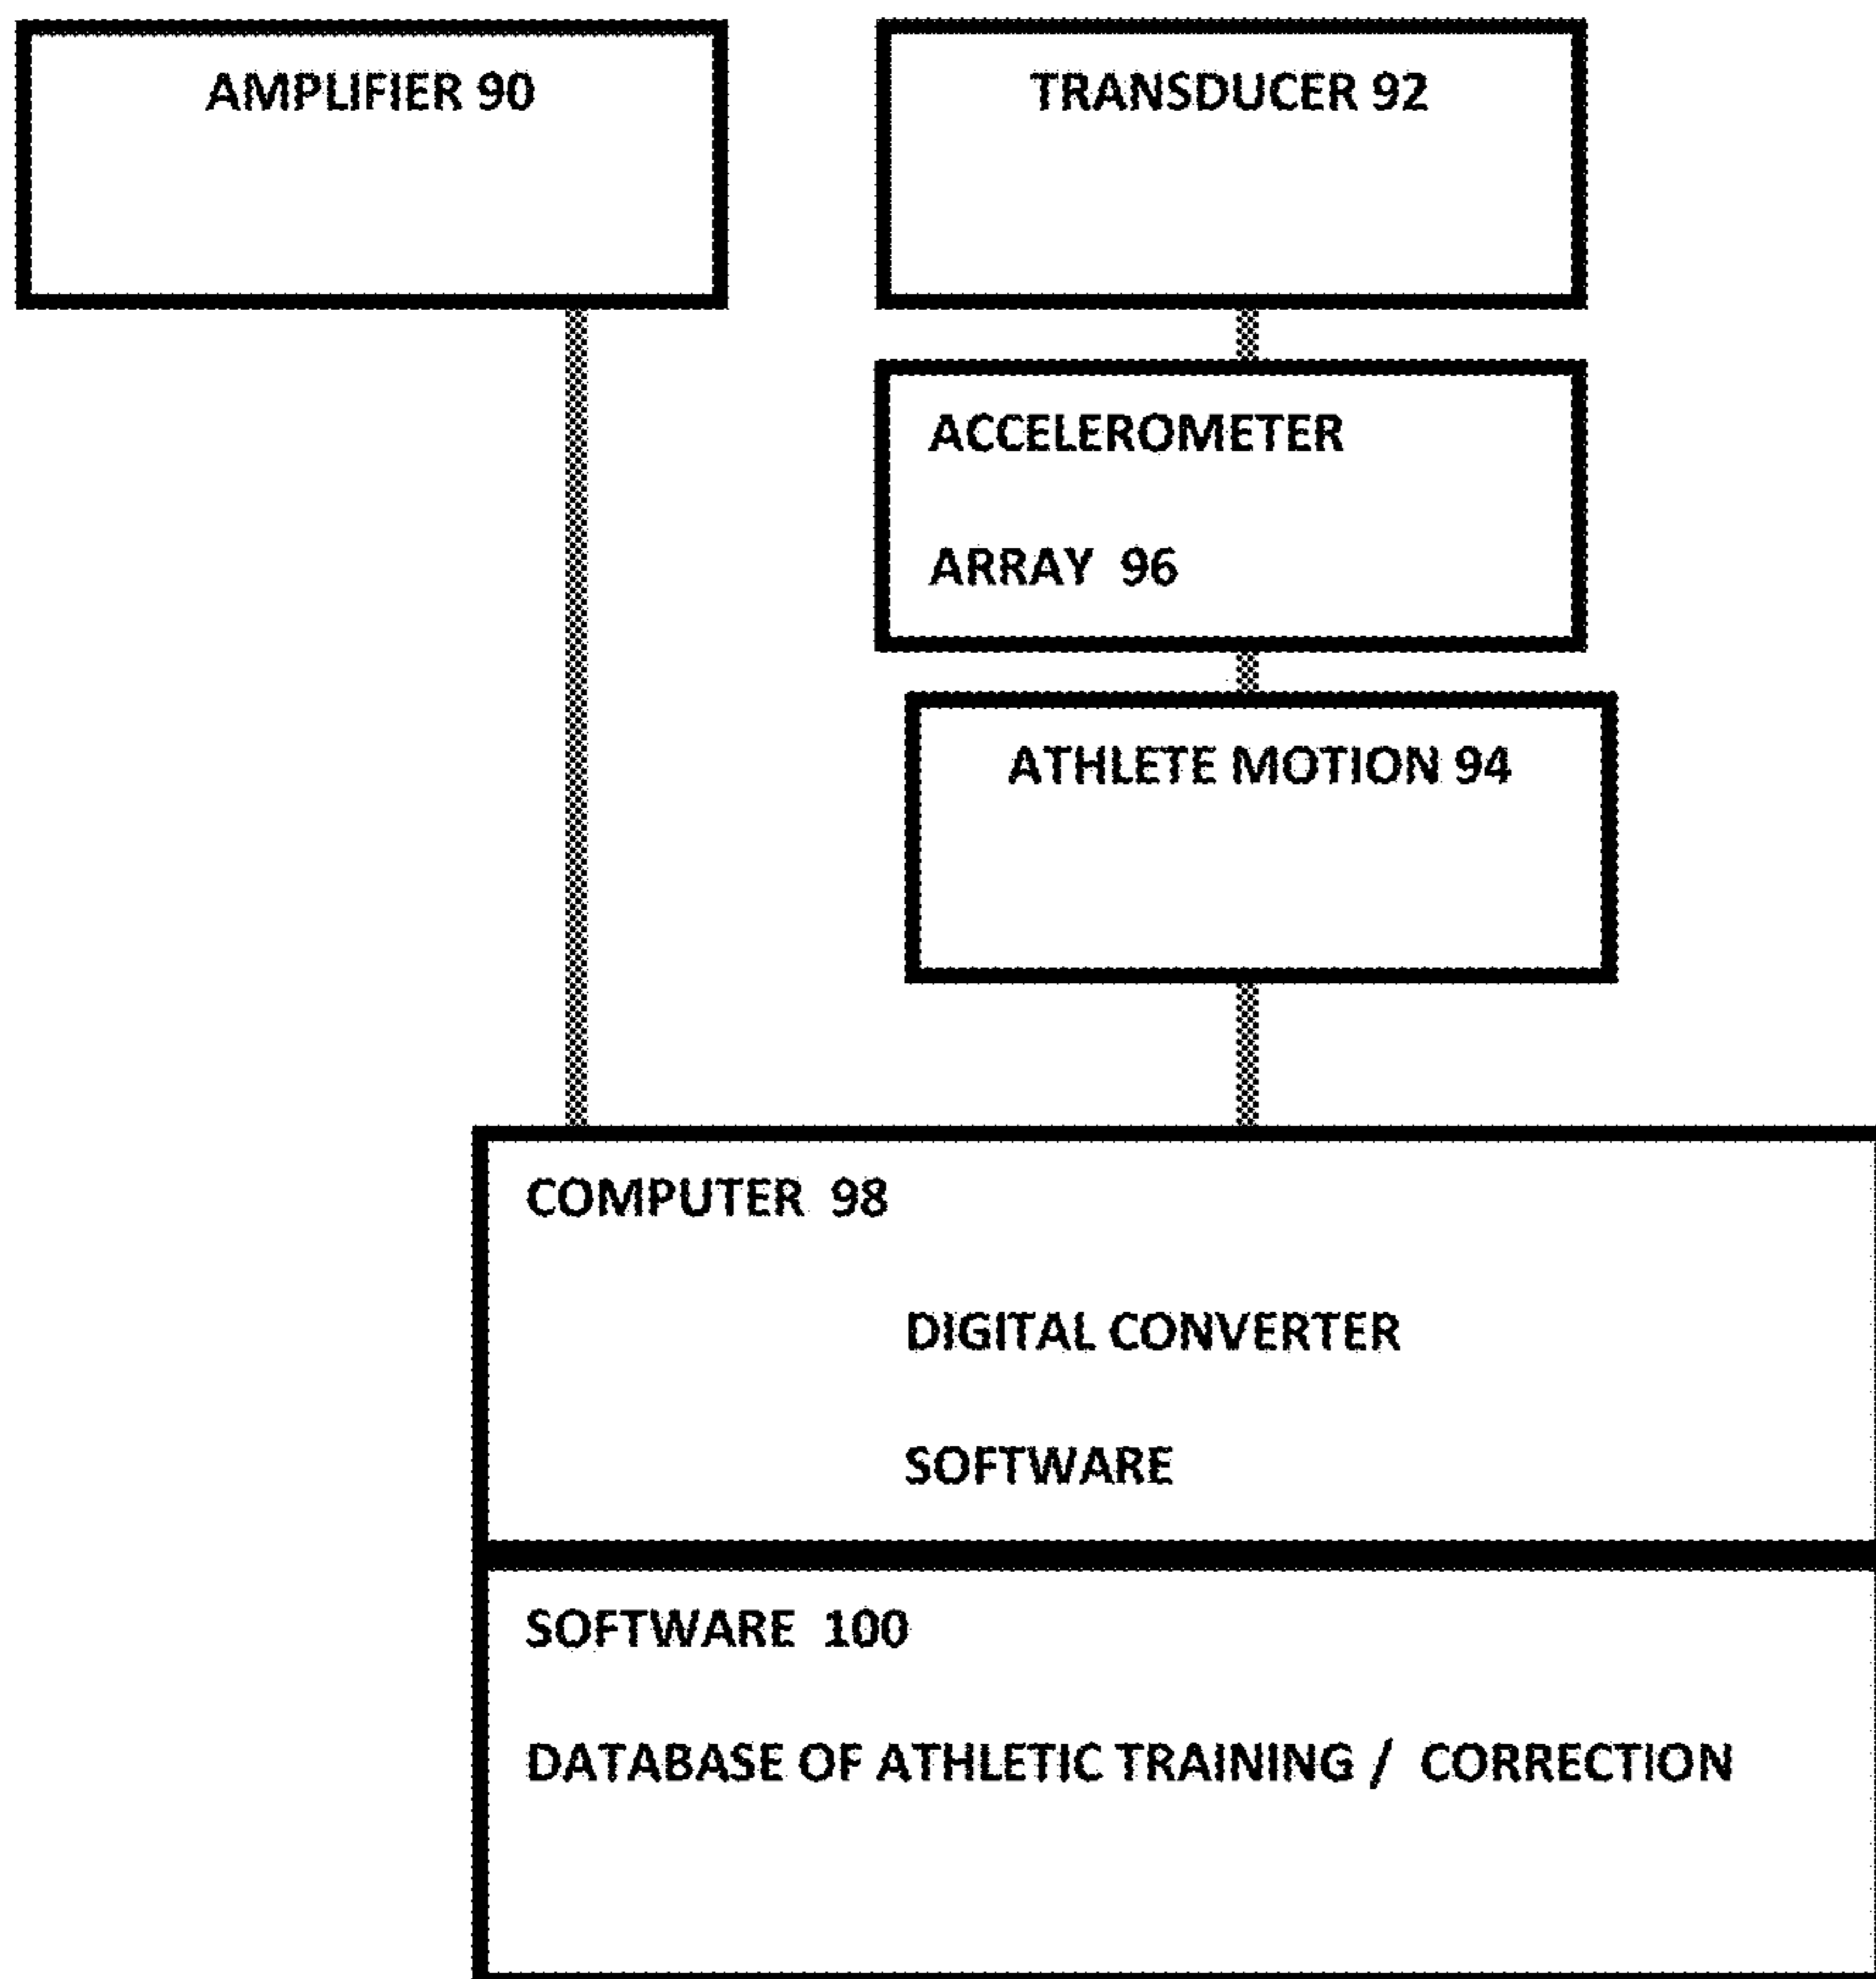 AMPLIFIER 90
TRANSDUCER 92
ACCELEROMETER
ARRAY 96
ATHLETE MOTION 94
COMPUTER 98
DIGITAL CONVERTER
SOFTWARE
SOFTWARE 100
DATABASE OF ATHLETIC TRAINING / CORRECTION